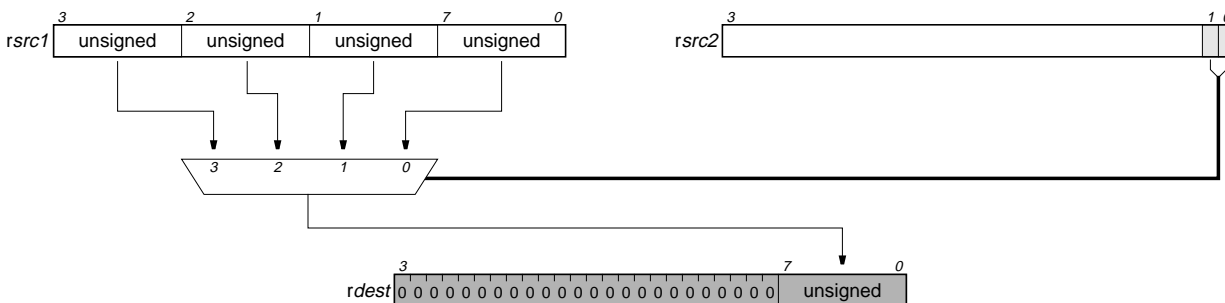 3 2 1 7 0 3 1 0
rsrc1 unsigned unsigned unsigned unsigned rsrc2
3 2 1 0
3 7 0
rdest 0 0 0 0 0 0 0 0 0 0 0 0 0 0 0 0 0 0 0 0 0 0 0 0 unsigned